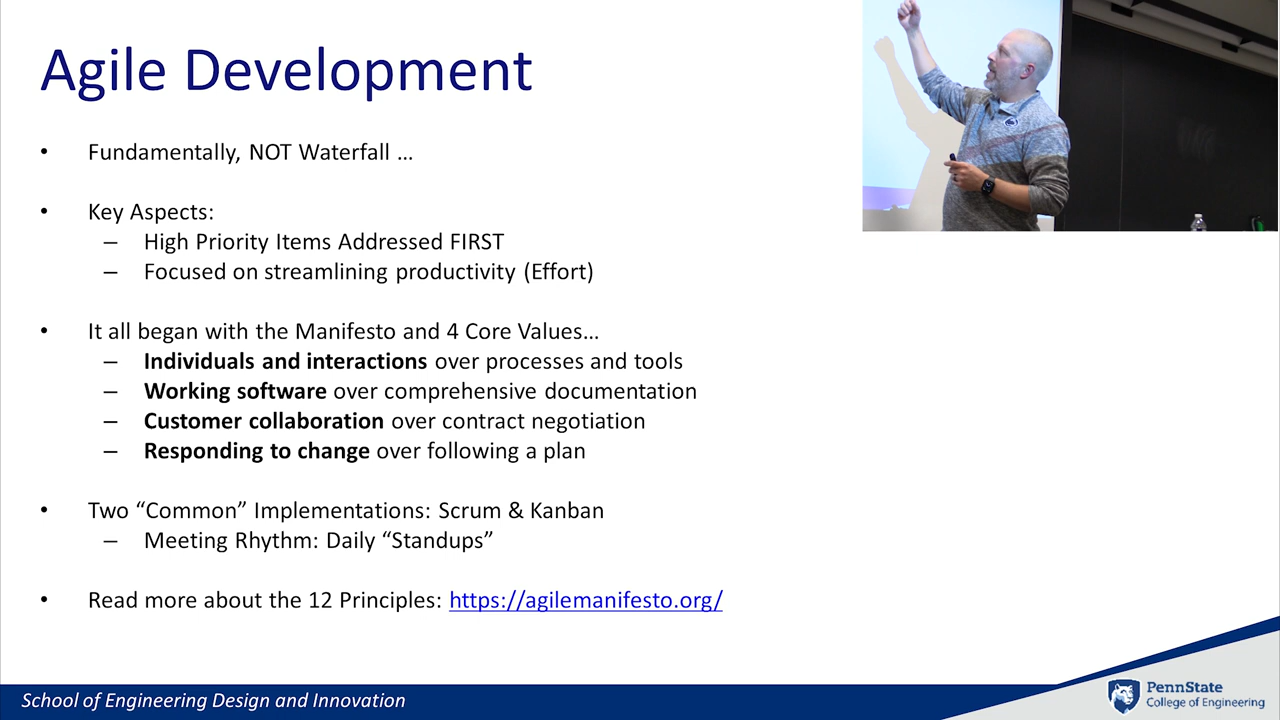 Agile Development
• Fundamentally, NOT Waterfall …
• Key Aspects:
– High Priority Items Addressed FIRST
– Focused on streamlining productivity (Effort)
• It all began with the Manifesto and 4 Core Values…
– Individuals and interactions over processes and tools
– Working software over comprehensive documentation
– Customer collaboration over contract negotiation
– Responding to change over following a plan
• Two “Common” Implementations: Scrum & Kanban
– Meeting Rhythm: Daily “Standups”
• Read more about the 12 Principles: https://agilemanifesto.org/
School of Engineering Design and Innovation
PennState
College of Engineering